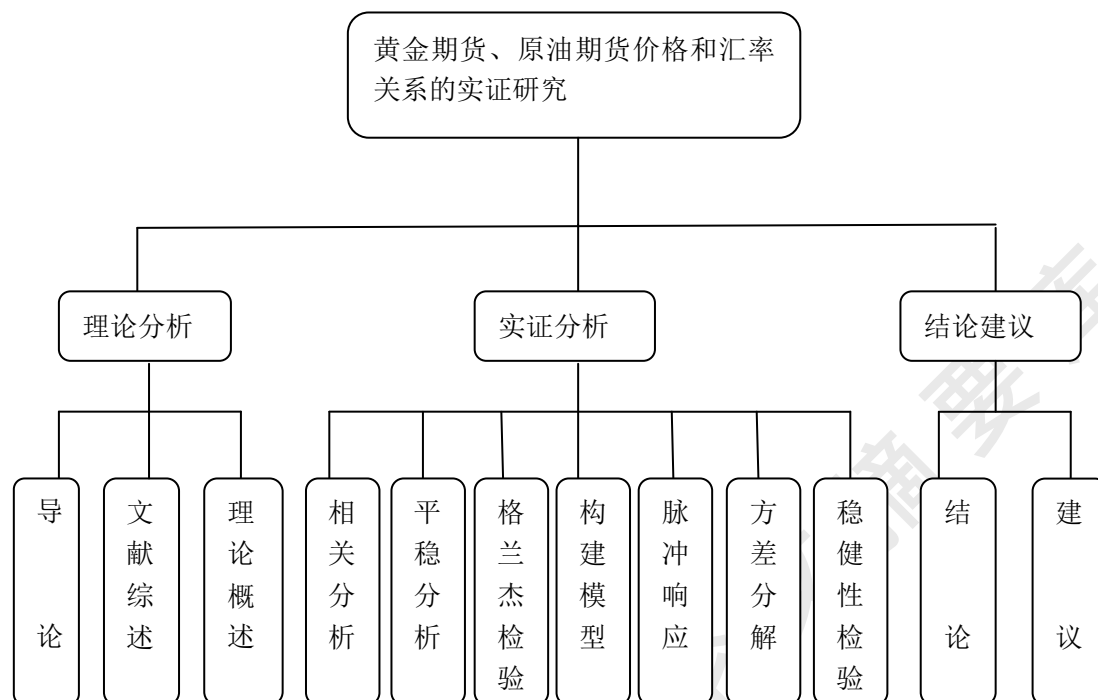 黄金期货、原油期货价格和汇率
关系的实证研究
理论分析
实证分析
结论建议
导论
文献综述
理论概述
相关分析
平稳分析
格兰杰检验
构建模型
脉冲响应
方差分解
稳健性检验
结论
建议
摘要库